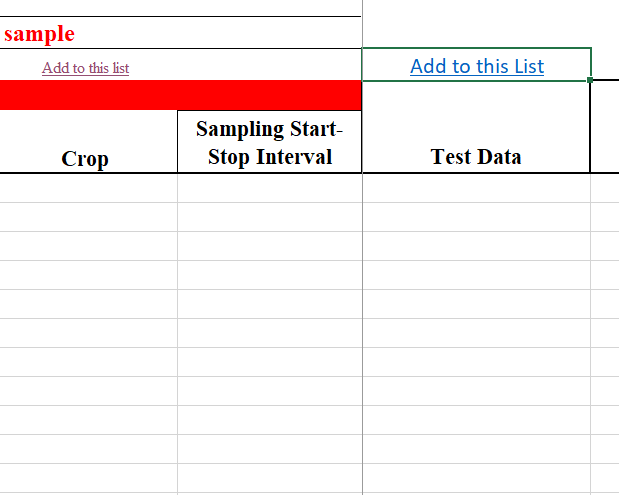 sample
Add to this list
Add to this List
Sampling Start-
Stop Interval
Crop
Test Data